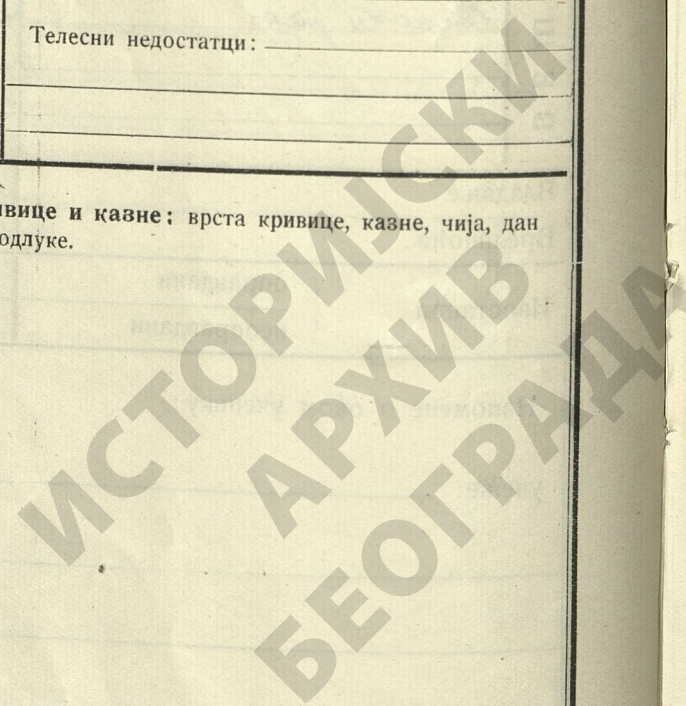 Телесни недостатци:
ивице и казне: врста кривице, казне, чија, дан
одлуке.
ИСТОРИЈСКИ
АРХИВ
БЕОГРАДА